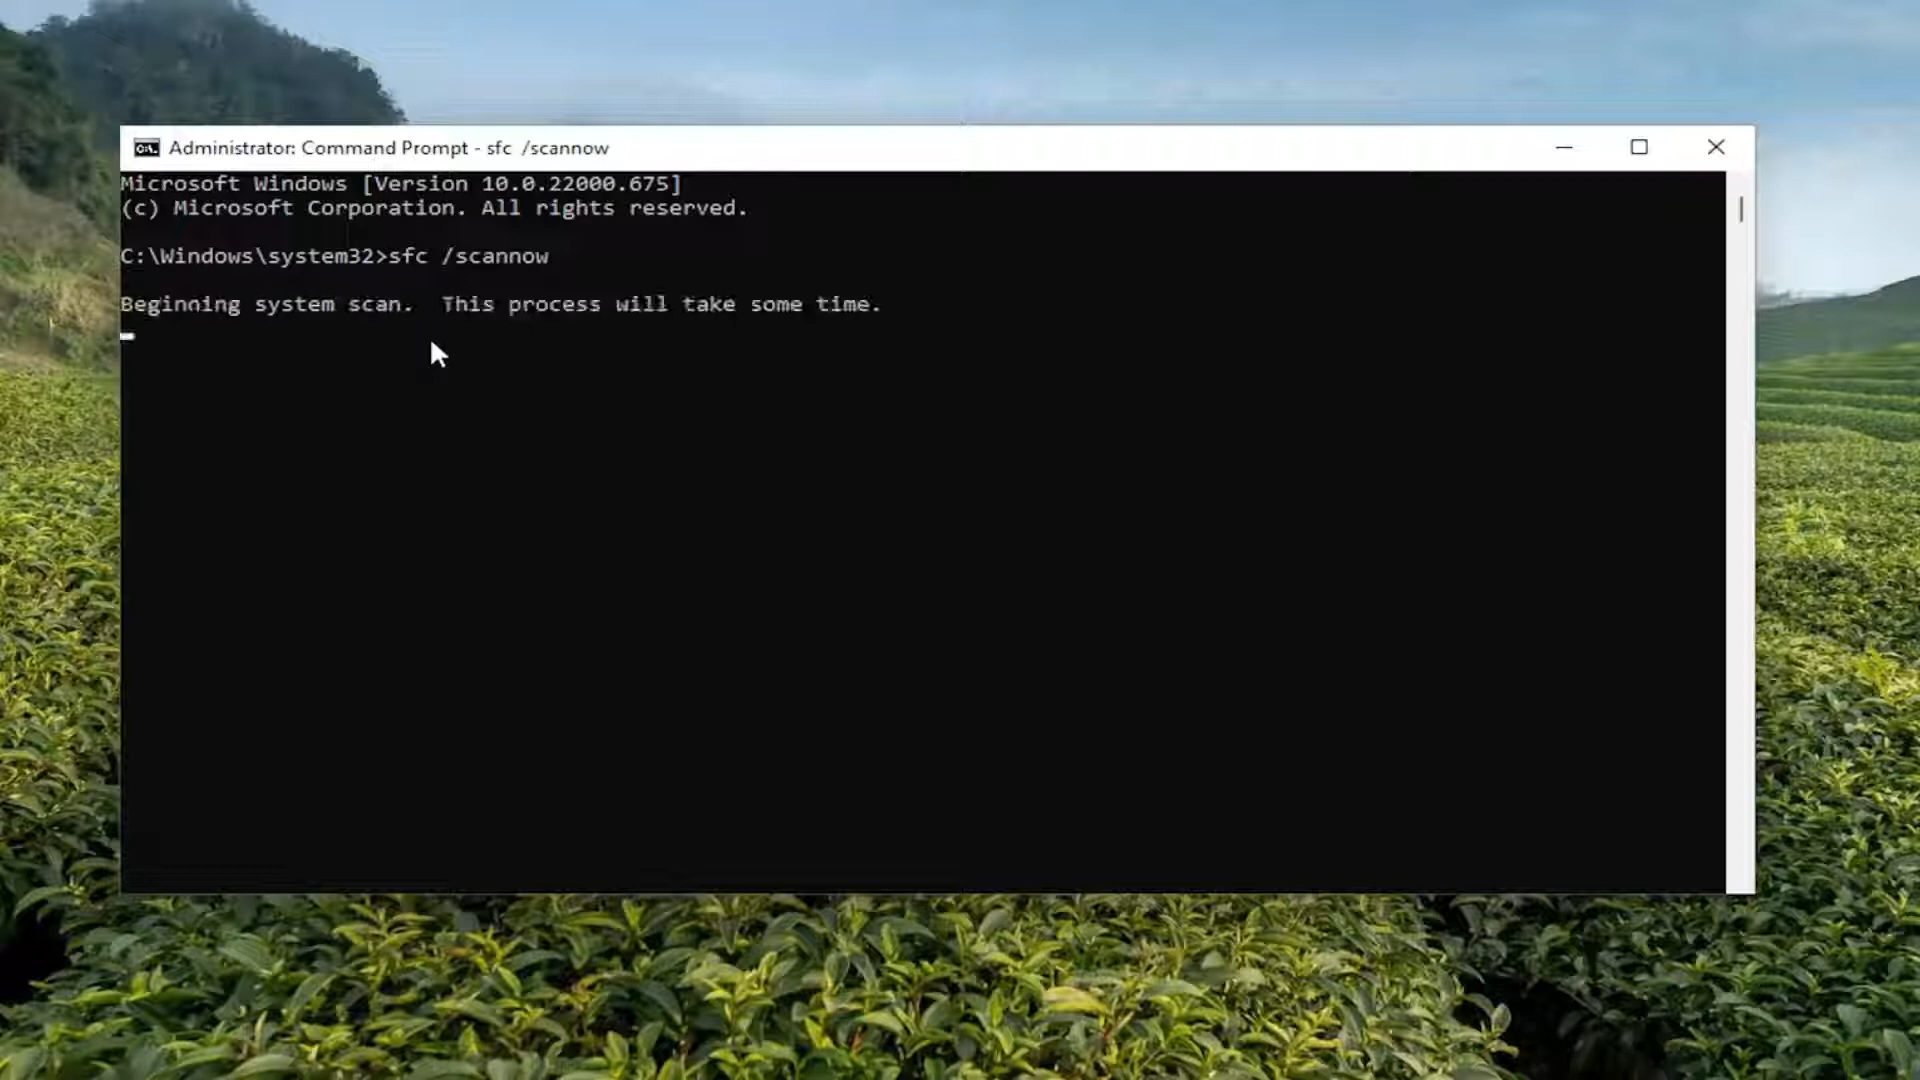 Administrator: Command Prompt - sfc  /scannow
Microsoft Windows [Version 10.0.22000.675]
(c) Microsoft Corporation. All rights reserved.
C:\Windows\system32>sfc /scannow
Beginning system scan.  This process will take some time.